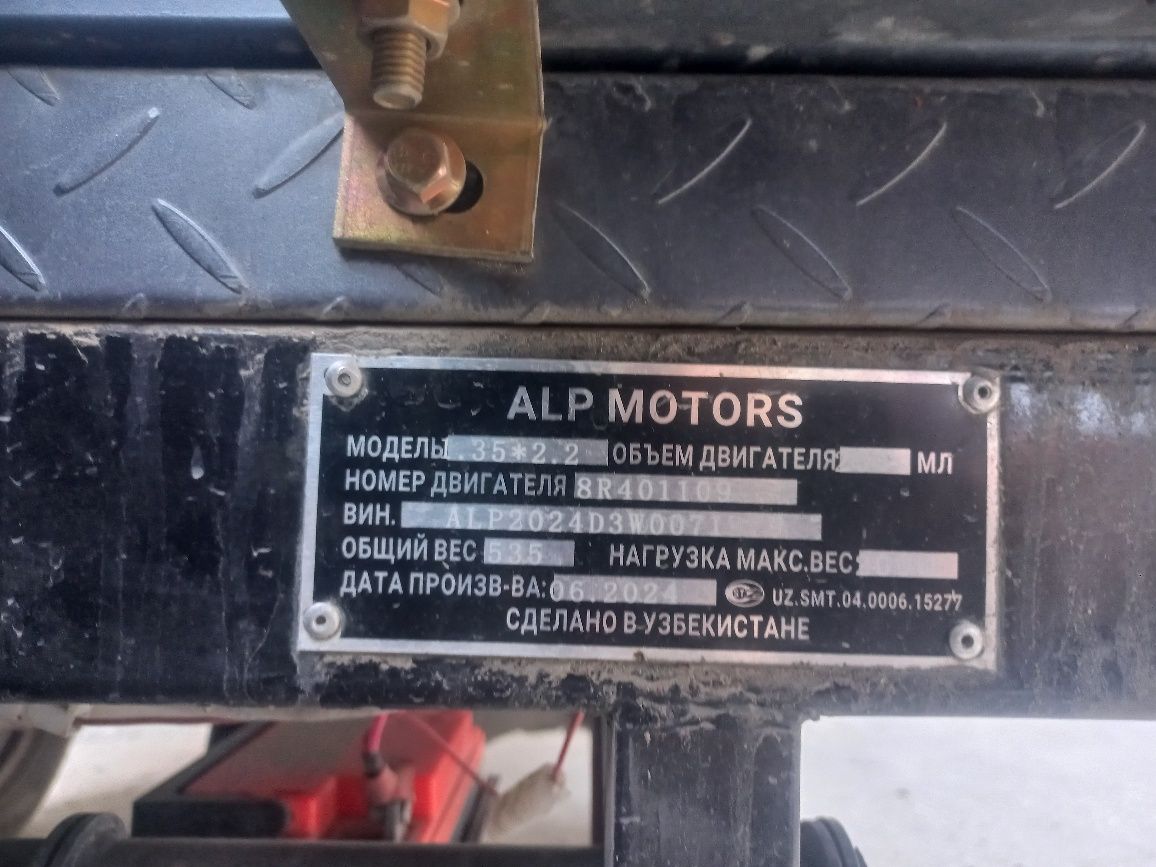 ALP MOTORS
МОДЕЛЬ .35*2.2 ОБЪЕМ ДВИГАТЕЛЯ МЛ
НОМЕР ДВИГАТЕЛЯ 8R401109
ВИН.
ОБЩИЙ ВЕС 535 НАГРУЗКА МАКС.ВЕС:
ДАТА ПРОИЗВ-ВА: 06.2024 UZ.SMT.04.0006.15277
СДЕЛАНО В УЗБЕКИСТАНЕ